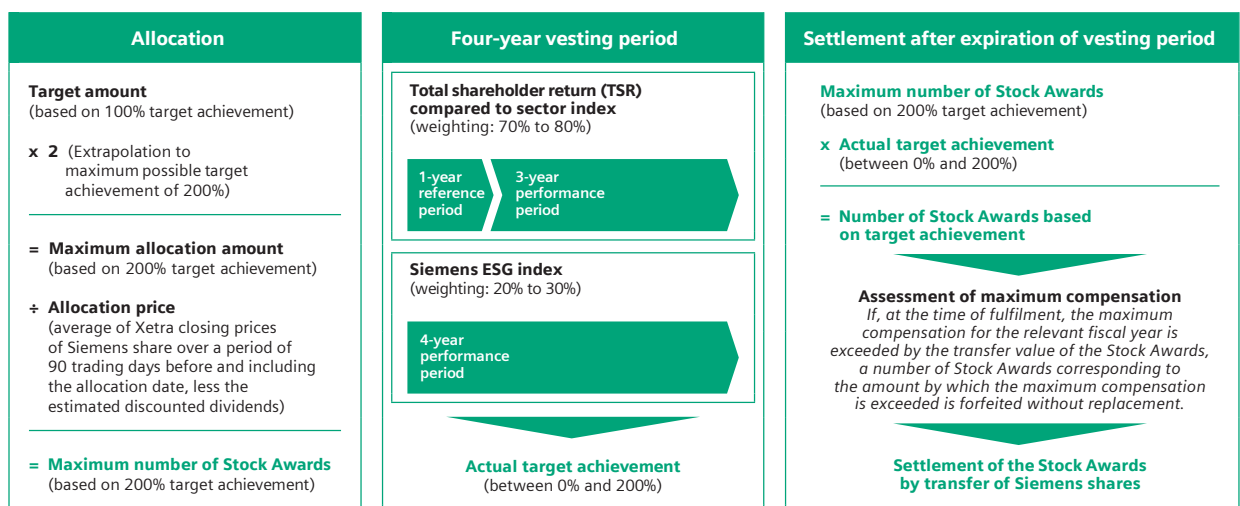 Allocation
Target amount
(based on 100% target achievement)
x 2 (Extrapolation to
maximum possible target
achievement of 200%)
= Maximum allocation amount
(based on 200% target achievement)
÷ Allocation price
(average of Xetra closing prices
of Siemens share over a period of
90 trading days before and including
the allocation date, less the
estimated discounted dividends)
= Maximum number of Stock Awards
(based on 200% target achievement)
Four-year vesting period
Total shareholder return (TSR)
compared to sector index
(weighting: 70% to 80%)
1-year
reference
period
3-year
performance
period
Siemens ESG index
(weighting: 20% to 30%)
4-year
performance
period
Actual target achievement
(between 0% and 200%)
Settlement after expiration of vesting period
Maximum number of Stock Awards
(based on 200% target achievement)
x Actual target achievement
(between 0% and 200%)
= Number of Stock Awards based
on target achievement
Assessment of maximum compensation
If, at the time of fulfilment, the maximum
compensation for the relevant fiscal year is
exceeded by the transfer value of the Stock Awards,
a number of Stock Awards corresponding to
the amount by which the maximum compensation
is exceeded is forfeited without replacement.
Settlement of the Stock Awards
by transfer of Siemens shares